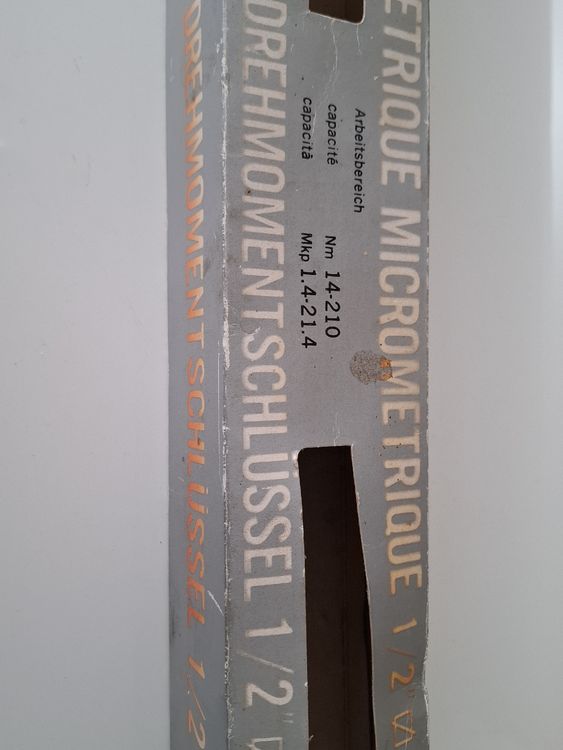 ETRIQUE MICROMETRIQUE 1/2"
Arbeitsbereich
capacité Nm 14-210
capacità Mkp 1.4-21.4
DREHMOMENTSCHLÜSSEL 1/2"
DREHMOMENTSCHLÜSSEL 1/2